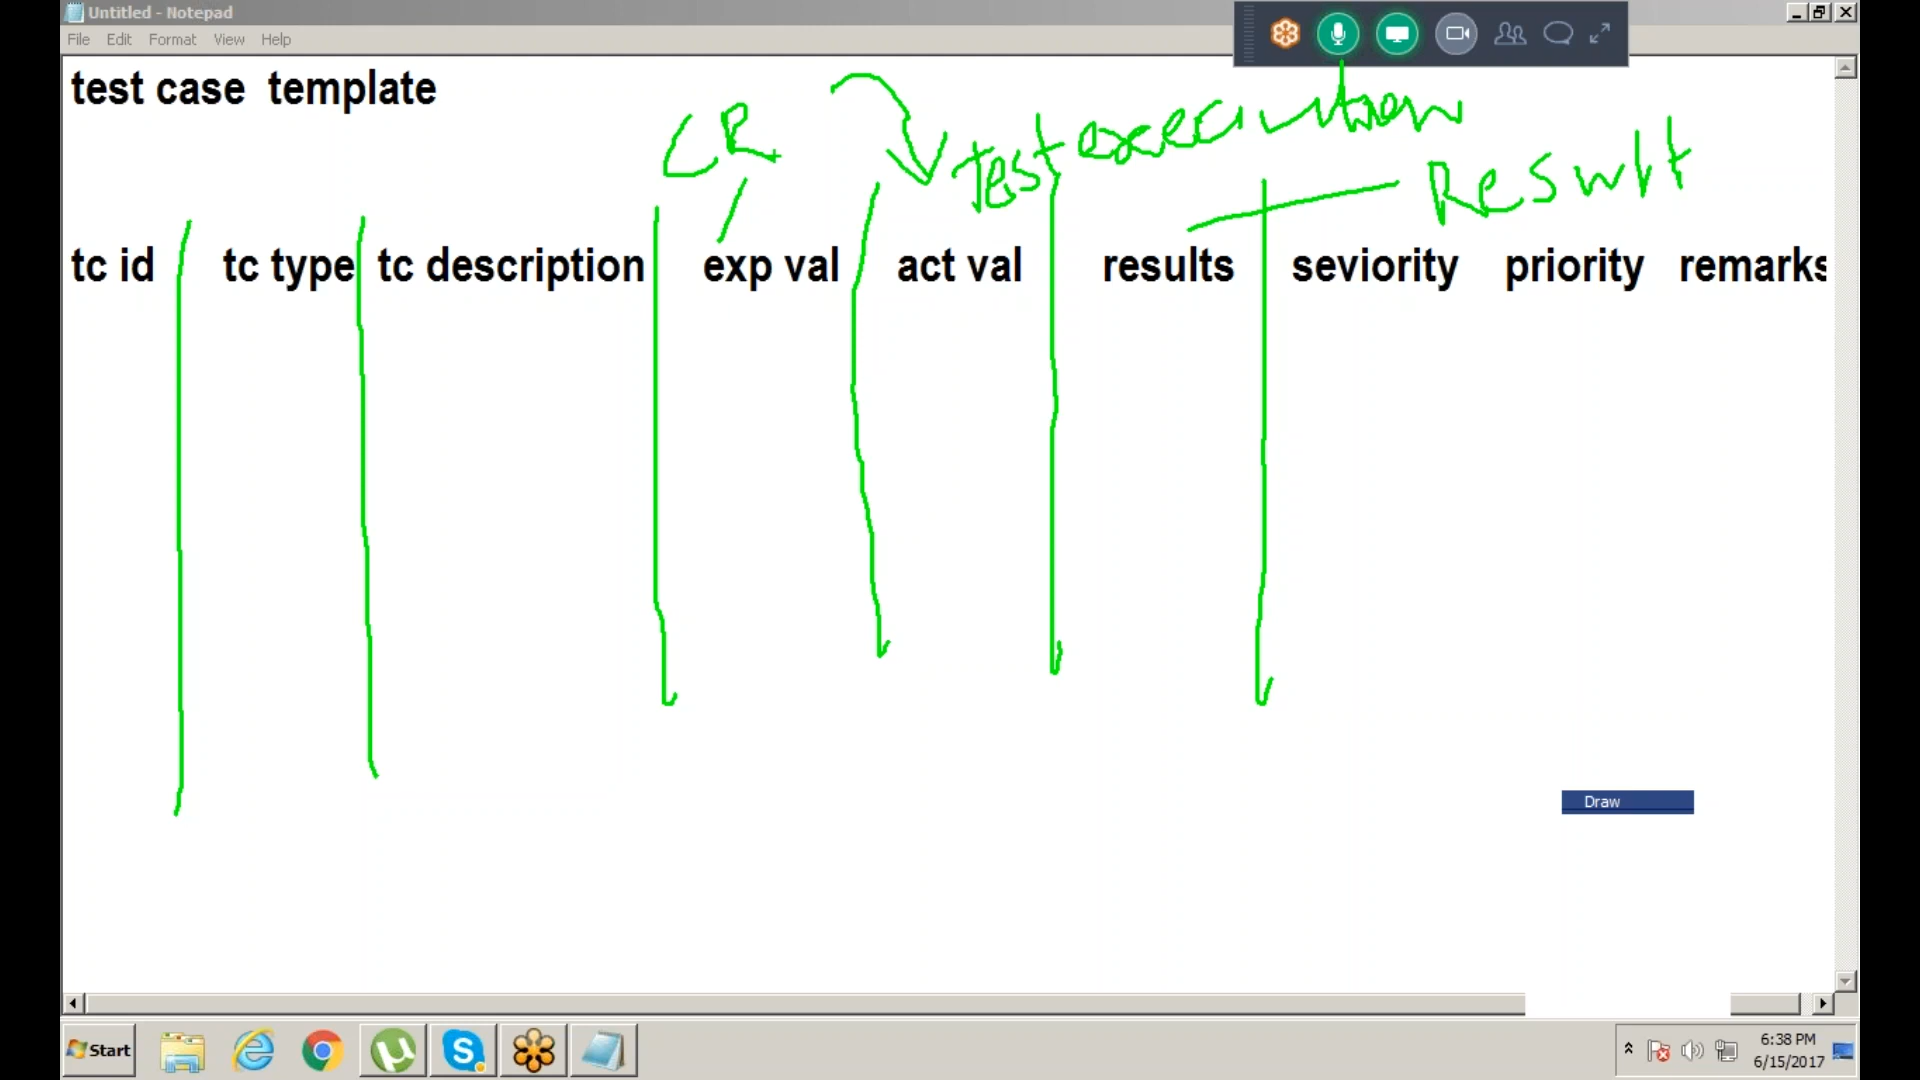 Untitled - Notepad
File Edit Format View Help
test case template
CR
Test execution
Result
tc id tc type tc description exp val act val results seviority priority remarks
Draw
Start
6:38 PM
6/15/2017